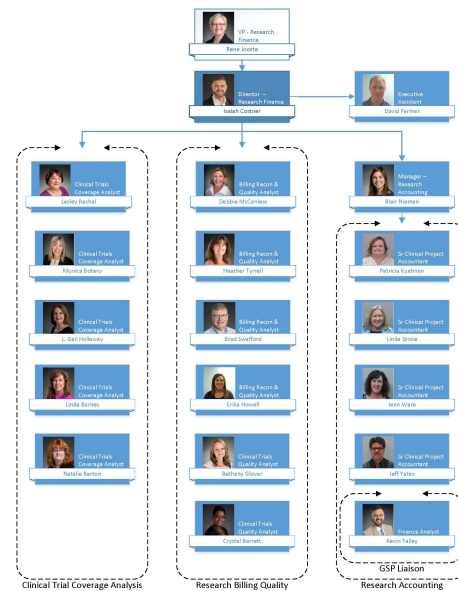 VP - Research
Finance
Rene Jooste
Director –
Research Finance
Isaiah Costner
Executive
Assistant
David Farmer
Clinical Trials
Coverage Analyst
Lesley Rachal
Billing Recon &
Quality Analyst
Debbie McCanless
Manager –
Research
Accounting
Blair Nieman
Clinical Trials
Coverage Analyst
Monica Botero
Billing Recon &
Quality Analyst
Heather Tyrrell
Sr Clinical Project
Accountant
Patricia Kuehnen
Clinical Trials
Coverage Analyst
L. Gail Hollaway
Billing Recon &
Quality Analyst
Brad Swafford
Sr Clinical Project
Accountant
Linda Stone
Clinical Trials
Coverage Analyst
Linda Barnes
Billing Recon &
Quality Analyst
Erika Howell
Sr Clinical Project
Accountant
Jenn Ware
Clinical Trials
Coverage Analyst
Natalie Barton
Clinical Trials
Quality Analyst
Bethany Glover
Sr Clinical Project
Accountant
Jeff Yates
Clinical Trials
Quality Analyst
Crystal Barrett
Finance Analyst
Kevin Talley
GSP Liaison
Clinical Trial Coverage Analysis
Research Billing Quality
Research Accounting